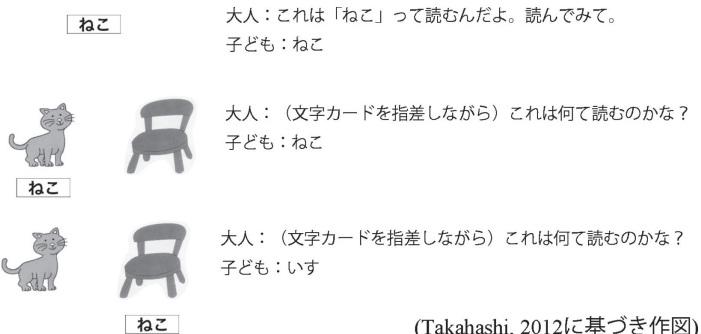 ねこ
大人：これは「ねこ」って読むんだよ。読んでみて。
子ども：ねこ
大人：（文字カードを指差しながら）これは何て読むのかな？
子ども：ねこ
ねこ
大人：（文字カードを指差しながら）これは何て読むのかな？
子ども：いす
ねこ
(Takahashi, 2012に基づき作図)